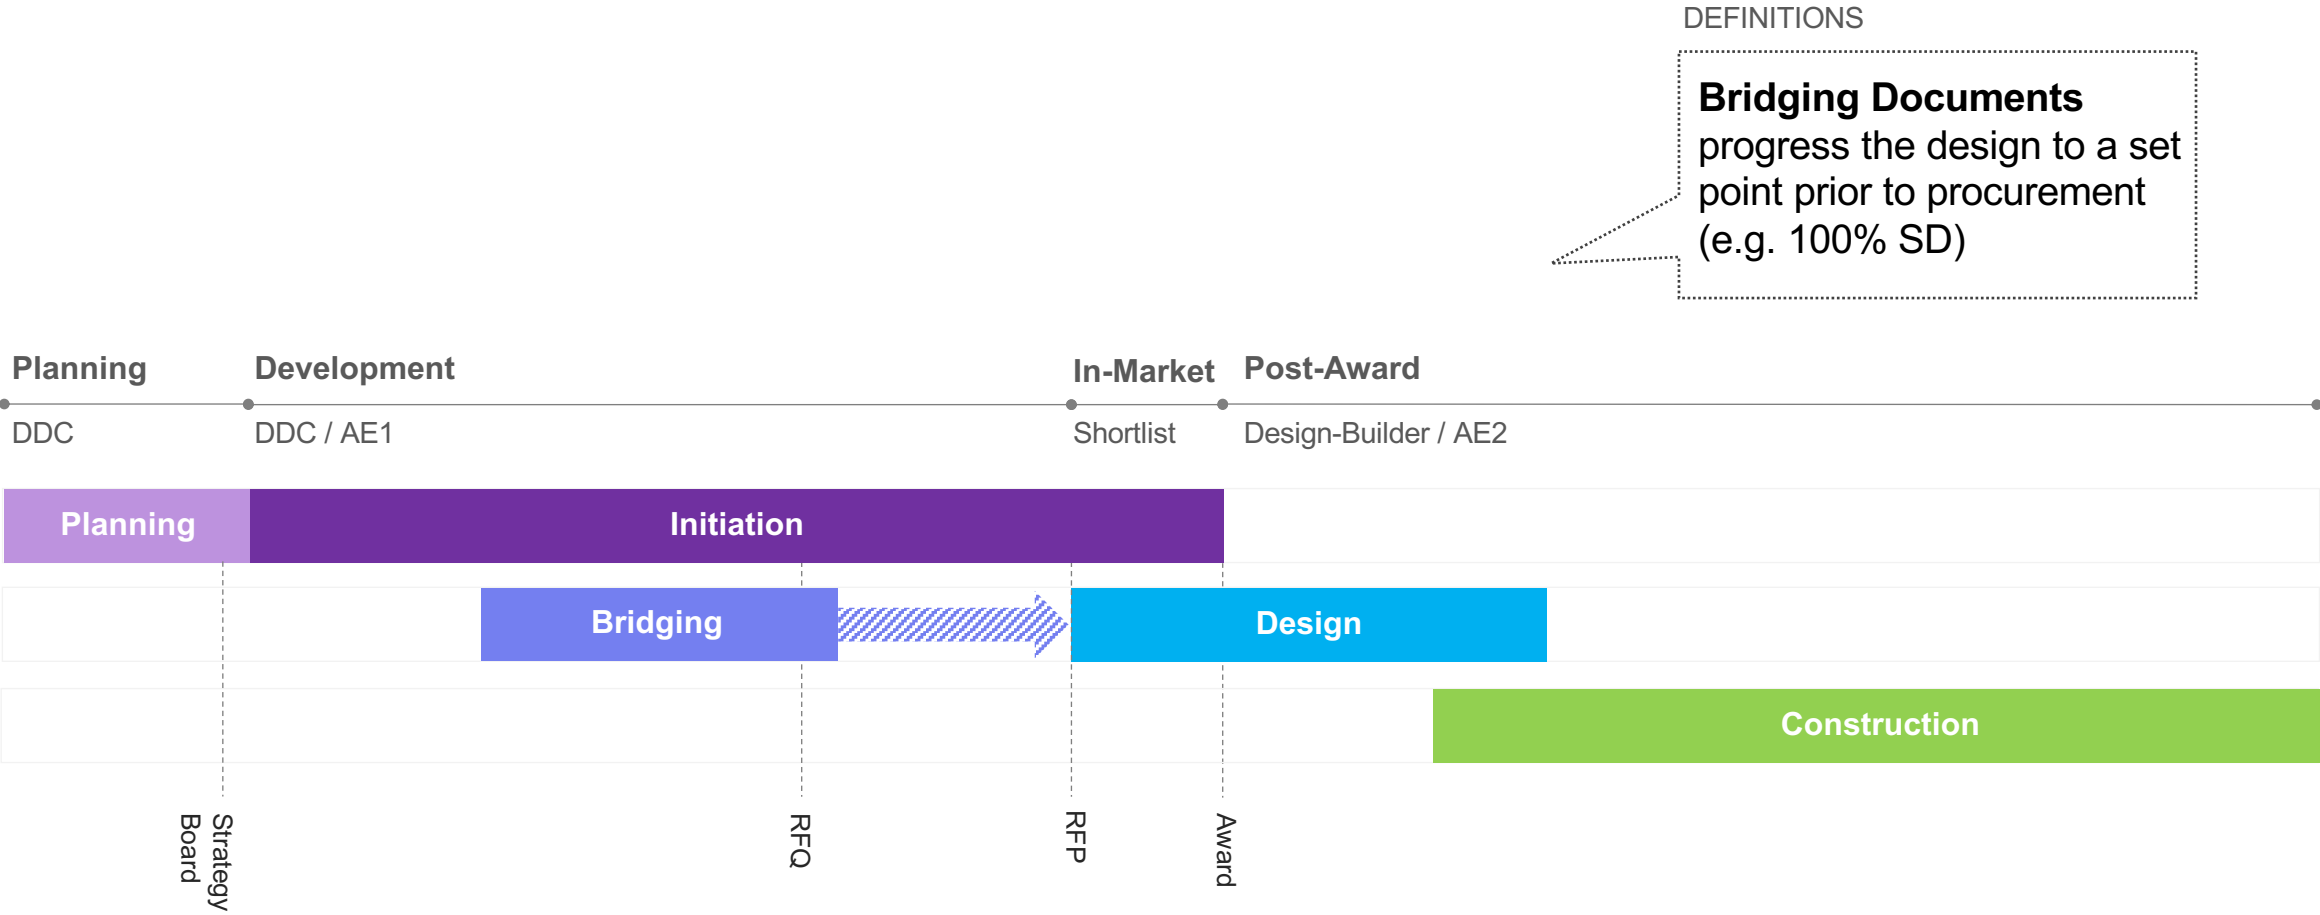 DEFINITIONS
Bridging Documents
progress the design to a set
point prior to procurement
(e.g. 100% SD)
Planning
Development
In-Market
Post-Award
DDC
DDC / AE1
Shortlist
Design-Builder / AE2
Planning
Initiation
Bridging
Design
Construction
Strategy
Board
RFQ
RFP
Award